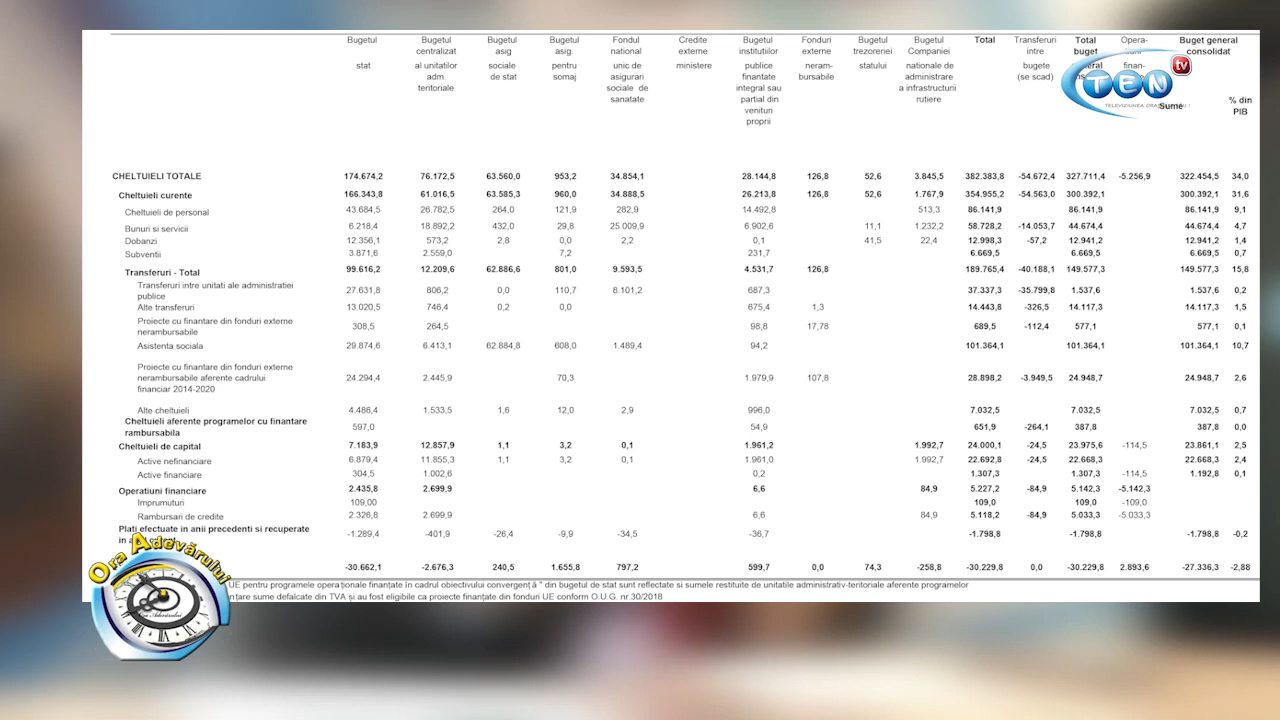 Bugetul Bugetul Bugetul Bugetul Fondul Credite Bugetul Fonduri Bugetul Bugetul Total Transferuri Total Opera- Buget general
centralizat asig asig. national externe institutiilor externe trezoreriei Companiei intre buget consolidat
stat al unitatilor sociale pentru unic de ministere publice neram- statului nationale de bugete finan-
adm. de stat somaj asigurari finantate bursabile administrare (se scad)
teritoriale sociale de integral sau a infrastructurii
sanatate partial din rutiere % din
venituri Sume PIB
proprii
TEN tv
CHELTUIELI TOTALE 174.674,2 76.172,5 63.560,0 953,2 34.854,1 28.144,8 126,8 52,6 3.845,5 382.383,8 -54.672,4 327.711,4 -5.256,9 322.454,5 34,0
Cheltuieli curente 166.343,8 61.016,5 63.585,3 960,0 34.888,5 26.213,8 126,8 52,6 1.767,9 354.955,2 -54.563,0 300.392,1 300.392,1 31,6
Cheltuieli de personal 43.684,5 26.782,5 264,0 121,9 282,9 14.492,8 513,3 86.141,9 86.141,9 86.141,9 9,1
Bunuri si servicii 6.218,4 18.892,2 432,0 29,8 25.009,9 6.902,6 11,1 1.232,2 58.728,2 -14.053,7 44.674,4 44.674,4 4,7
Dobanzi 12.356,1 573,2 2,8 0,0 2,2 0,1 41,5 22,4 12.998,3 -57,2 12.941,2 12.941,2 1,4
Subventii 3.871,6 2.559,0 7,2 231,7 6.669,5 6.669,5 6.669,5 0,7
Transferuri - Total 99.616,2 12.209,6 62.886,6 801,0 9.593,5 4.531,7 126,8 189.765,4 -40.188,1 149.577,3 149.577,3 15,8
Transferuri intre unitati ale administratiei
publice 27.631,8 806,2 0,0 110,7 8.101,2 687,3 37.337,3 -35.799,8 1.537,6 1.537,6 0,2
Alte transferuri 13.020,5 746,4 0,2 0,0 675,4 1,3 14.443,8 -326,5 14.117,3 14.117,3 1,5
Proiecte cu finantare din fonduri externe
nerambursabile 308,5 264,5 98,8 17,78 689,5 -112,4 577,1 577,1 0,1
Asistenta sociala 29.874,6 6.413,1 62.884,8 608,0 1.489,4 94,2 101.364,1 101.364,1 101.364,1 10,7
Proiecte cu finantare din fonduri externe
nerambursabile aferente cadrului 24.294,4 2.445,9 70,3 1.979,9 107,8 28.898,2 -3.949,5 24.948,7 24.948,7 2,6
financiar 2014-2020
Alte cheltuieli 4.486,4 1.533,5 1,6 12,0 2,9 996,0 7.032,5 7.032,5 7.032,5 0,7
Cheltuieli aferente programelor cu finantare
rambursabila 597,0 54,9 651,9 -264,1 387,8 387,8 0,0
Cheltuieli de capital 7.183,9 12.857,9 1,1 3,2 0,1 1.961,2 1.992,7 24.000,1 -24,5 23.975,6 -114,5 23.861,1 2,5
Active nefinanciare 6.879,4 11.855,3 1,1 3,2 0,1 1.961,0 1.992,7 22.692,8 -24,5 22.668,3 22.668,3 2,4
Active financiare 304,5 1.002,6 0,2 1.307,3 1.307,3 -114,5 1.192,8 0,1
Operatiuni financiare 2.435,8 2.699,9 6,6 84,9 5.227,2 -84,9 5.142,3 -5.142,3
Imprumuturi 109,00 109,0 109,0 -109,0
Rambursari de credite 2.326,8 2.699,9 6,6 84,9 5.118,2 -84,9 5.033,3 -5.033,3
Plati efectuate in anii precedenti si recuperate
in -1.289,4 -401,9 -26,4 -9,9 -34,5 -36,7 -1.798,8 -1.798,8 -1.798,8 -0,2
-30.662,1 -2.676,3 240,5 1.655,8 797,2 599,7 0,0 74,3 -258,8 -30.229,8 0,0 -30.229,8 2.893,6 -27.336,3 -2,88
UE pentru programele operaţionale finanţate în cadrul obiectivului convergenţă " din bugetul de stat sunt reflectate si sumele restituite de unitatile administrativ-teritoriale aferente programelor
nţare sume defalcate din TVA și au fost eligibile ca proiecte finanţate din fonduri UE conform O.U.G. nr.30/2018
Ora Adevărului